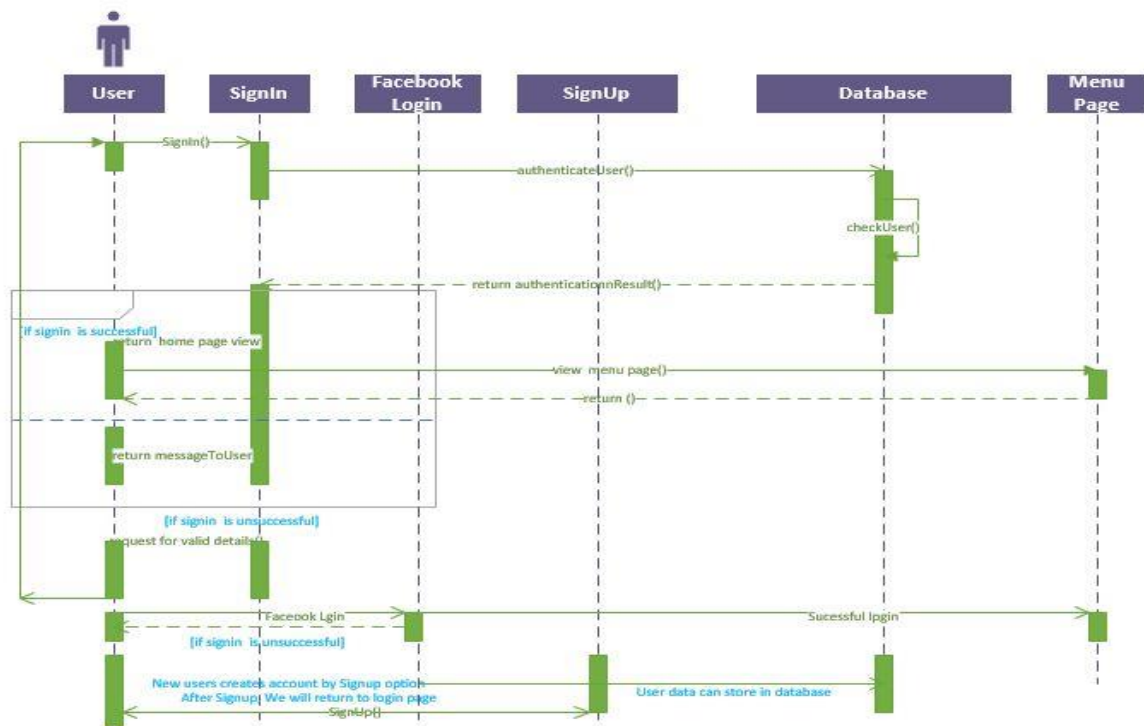 User
SignIn
Facebook
Login
SignUp
Database
Menu
Page
SignIn()
authenticateUser()
checkUser()
return authenticationnResult()
[if signin is successful]
return home page view
view menu page()
return ()
return messageToUser
[if signin is unsuccessful]
request for valid details()
Facebook Lgin
Sucessful login
[if signin is unsuccessful]
New users creates account by Signup option
After Signup, We will return to login page
User data can store in database
SignUp()